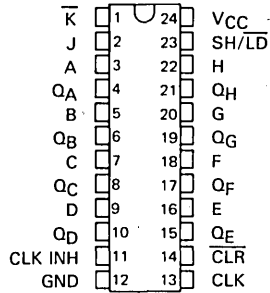 K̅ 1 24 VCC
J 2 23 SH/L̅D̅
A 3 22 H
QA 4 21 QH
B 5 20 G
QB 6 19 QG
C 7 18 F
QC 8 17 QF
D 9 16 E
QD 10 15 QE
CLK INH 11 14 C̅L̅R̅
GND 12 13 CLK